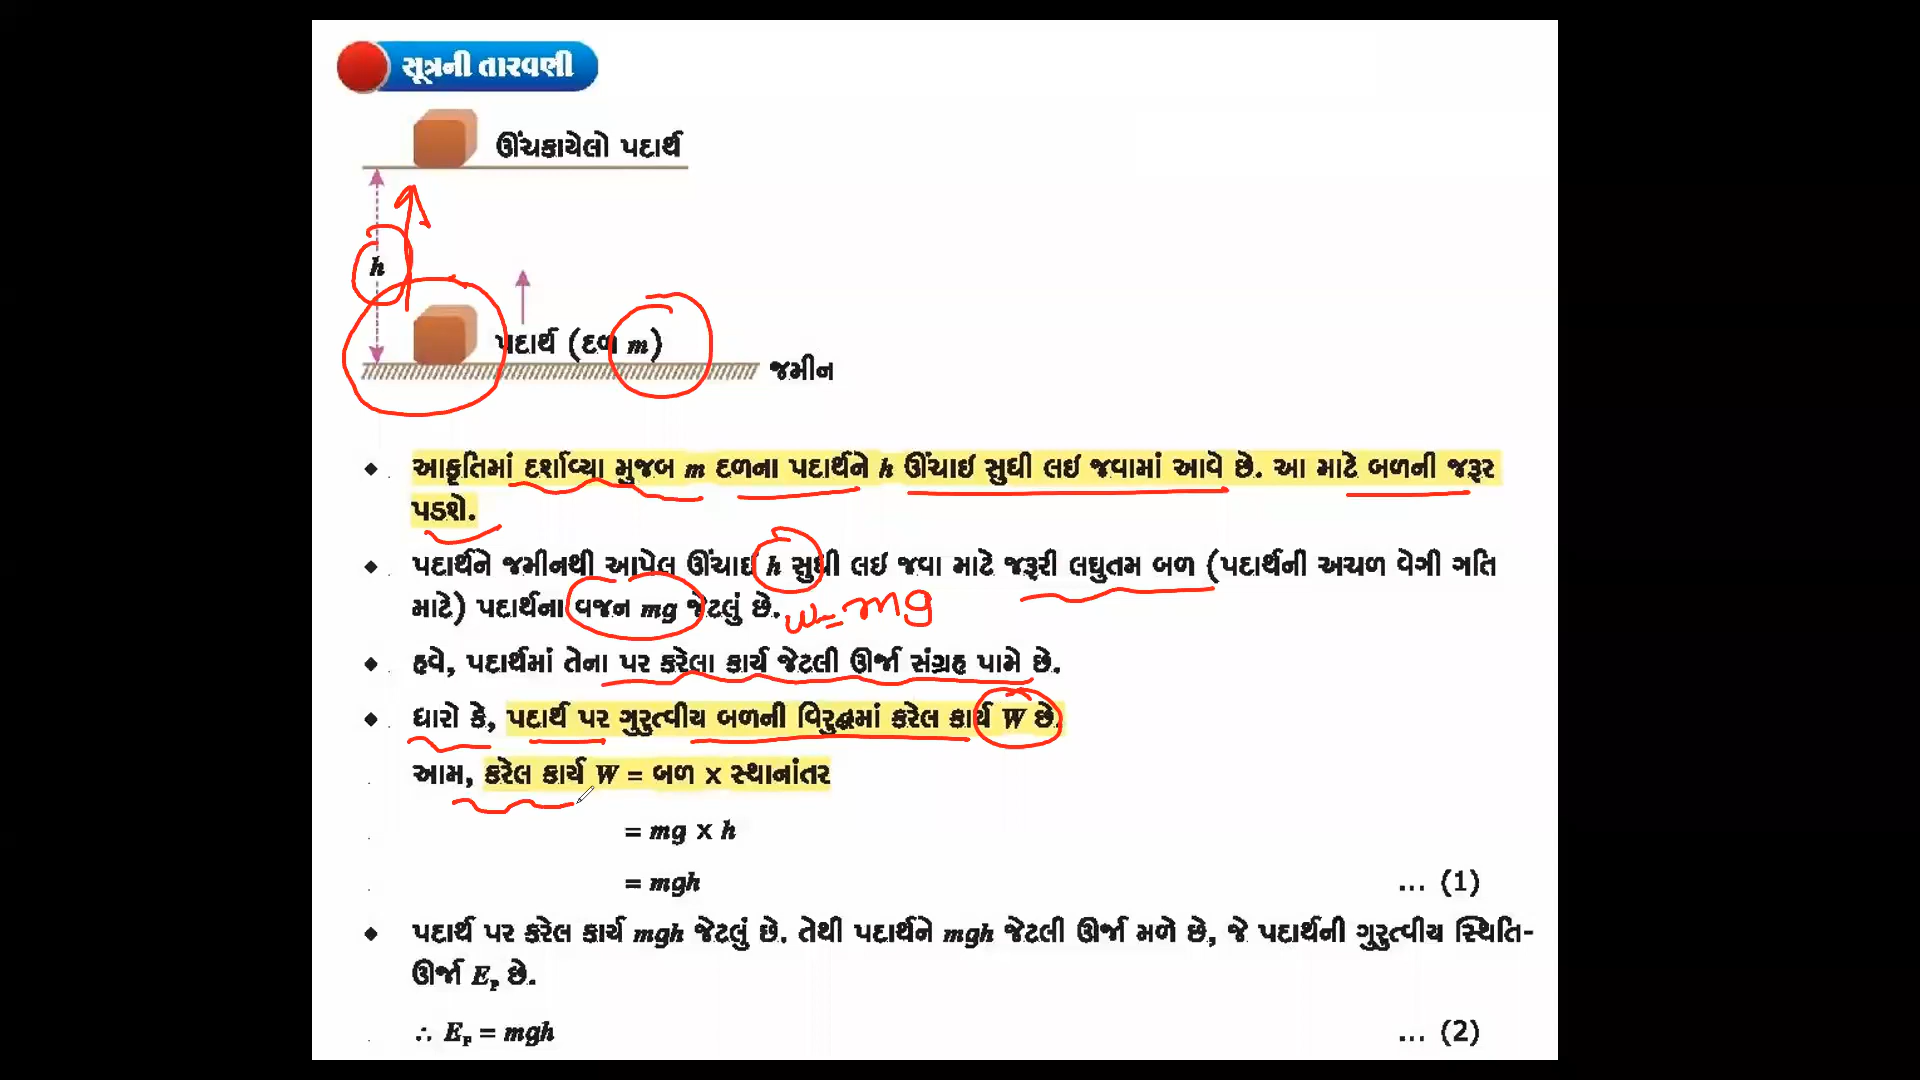 સૂત્રની તારવણી
ઊંચકાયેલો પદાર્થ
h
પદાર્થ (દળ m)
જમીન
આકૃતિમાં દર્શાવ્યા મુજબ m દળના પદાર્થને h ઊંચાઇ સુધી લઇ જવામાં આવે છે. આ માટે બળની જરૂર
પડશે.
પદાર્થને જમીનથી આપેલ ઊંચાઇ h સુધી લઇ જવા માટે જરૂરી લઘુતમ બળ (પદાર્થની અચળ વેગી ગતિ
માટે) પદાર્થના વજન mg જેટલું છે. w=mg
હવે, પદાર્થમાં તેના પર કરેલા કાર્ય જેટલી ઊર્જા સંગ્રહ પામે છે.
ધારો કે, પદાર્થ પર ગુરુત્વીય બળની વિરુદ્ધમાં કરેલ કાર્ય W છે.
આમ, કરેલ કાર્ય W = બળ x સ્થાનાંતર
= mg x h
= mgh ... (1)
પદાર્થ પર કરેલ કાર્ય mgh જેટલું છે. તેથી પદાર્થને mgh જેટલી ઊર્જા મળે છે, જે પદાર્થની ગુરુત્વીય સ્થિતિ-
ઊર્જા Eₚ છે.
∴ Eₚ = mgh ... (2)